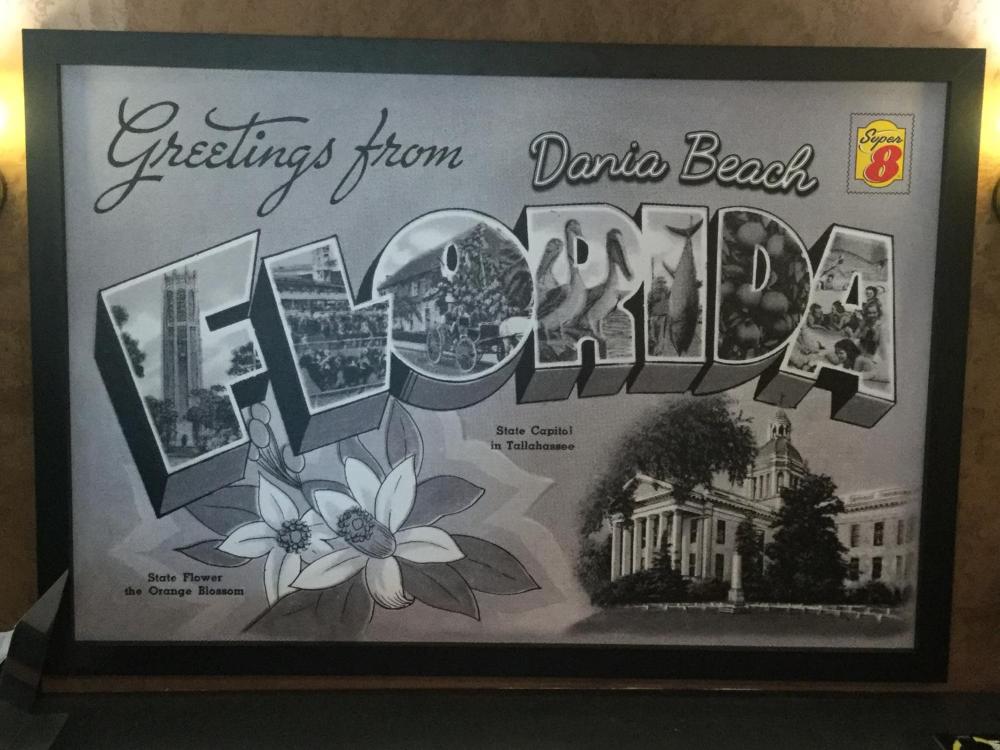 Greetings from
Dania Beach
Super
8
FLORIDA
State Capitol
in Tallahassee
State Flower
the Orange Blossom